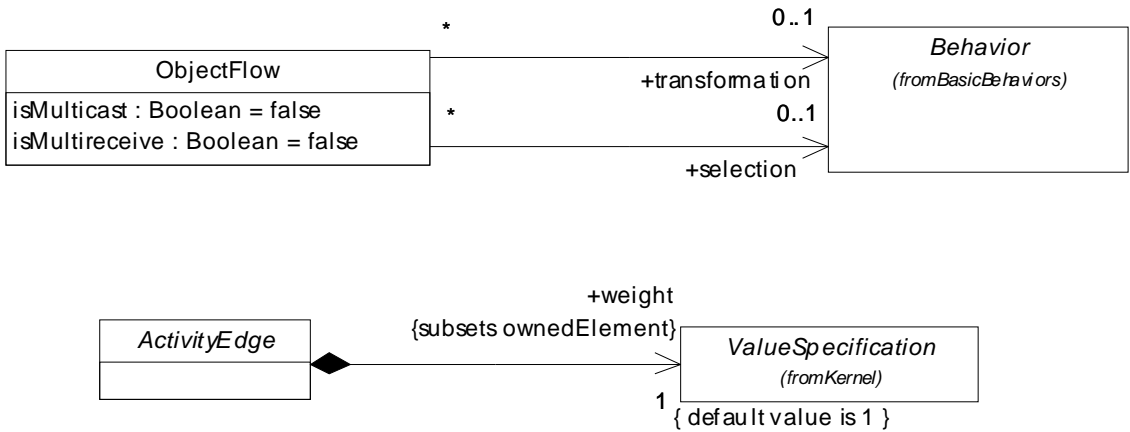 *
0..1
ObjectFlow
isMulticast : Boolean = false
isMultireceive : Boolean = false
+transformation
Behavior
(fromBasicBehaviors)
*
0..1
+selection
+weight
{subsets ownedElement}
ActivityEdge
ValueSpecification
(fromKernel)
1
{ default value is 1 }